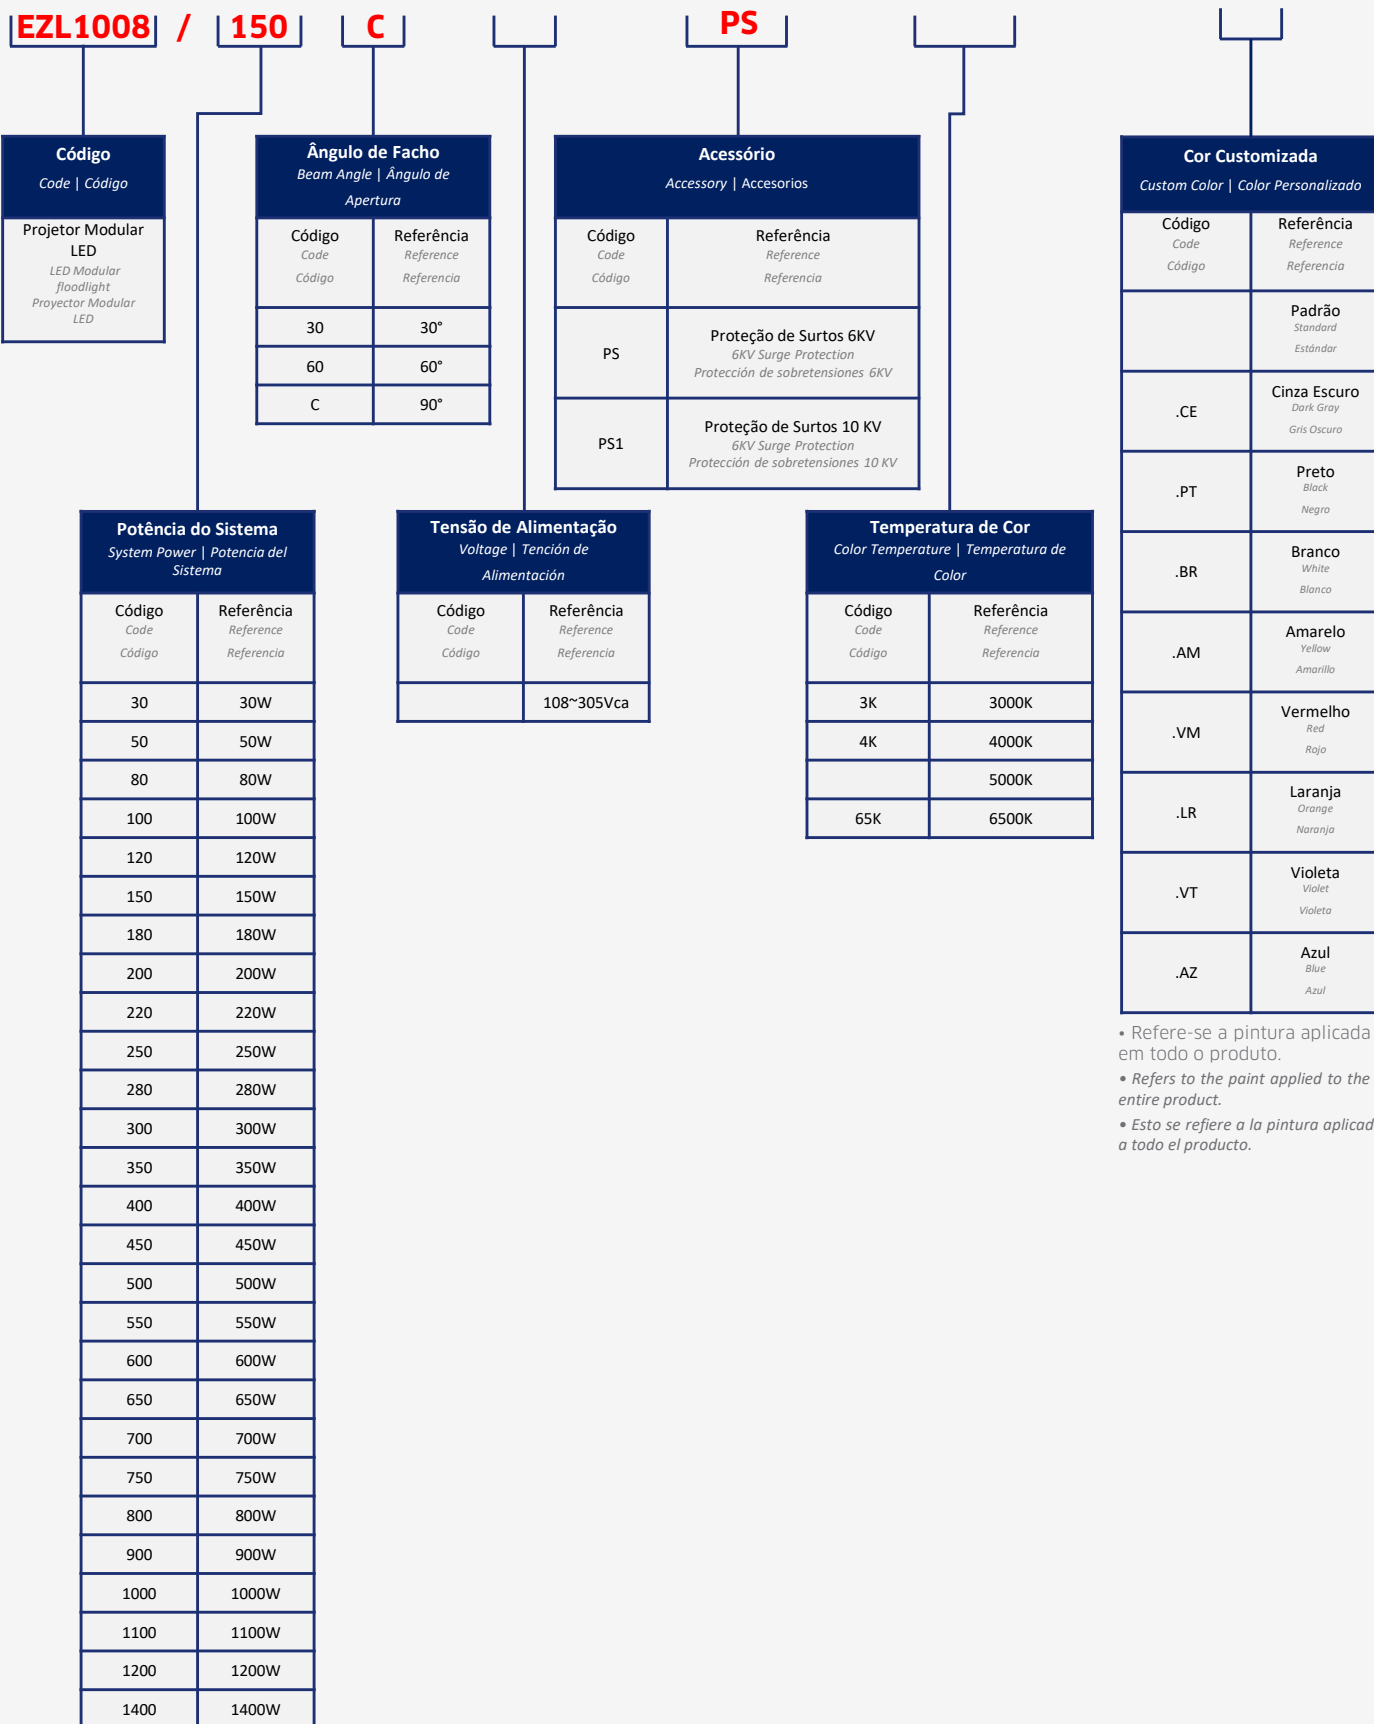 EZL1008 / 150 C PS
Código
Code | Código
Projetor Modular
LED
LED Modular
floodlight
Proyector Modular
LED
Ângulo de Facho
Beam Angle | Ângulo de
Apertura
Código Referência
Code Reference
Código Referencia
30 30°
60 60°
C 90°
Acessório
Accessory | Accesorios
Código Referência
Code Reference
Código Referencia
PS
Proteção de Surtos 6KV
6KV Surge Protection
Protección de sobretensiones 6KV
PS1
Proteção de Surtos 10 KV
6KV Surge Protection
Protección de sobretensiones 10 KV
Cor Customizada
Custom Color | Color Personalizado
Código Referência
Code Reference
Código Referencia
Padrão
Standard
Estándar
.CE
Cinza Escuro
Dark Gray
Gris Oscuro
.PT
Preto
Black
Negro
.BR
Branco
White
Blanco
.AM
Amarelo
Yellow
Amarillo
.VM
Vermelho
Red
Rojo
.LR
Laranja
Orange
Naranja
.VT
Violeta
Violet
Violeta
.AZ
Azul
Blue
Azul
• Refere-se a pintura aplicada
em todo o produto.
• Refers to the paint applied to the
entire product.
• Esto se refiere a la pintura aplicad
a todo el producto.
Potência do Sistema
System Power | Potencia del
Sistema
Código Referência
Code Reference
Código Referencia
30 30W
50 50W
80 80W
100 100W
120 120W
150 150W
180 180W
200 200W
220 220W
250 250W
280 280W
300 300W
350 350W
400 400W
450 450W
500 500W
550 550W
600 600W
650 650W
700 700W
750 750W
800 800W
900 900W
1000 1000W
1100 1100W
1200 1200W
1400 1400W
Tensão de Alimentação
Voltage | Tención de
Alimentación
Código Referência
Code Reference
Código Referencia
108~305Vca
Temperatura de Cor
Color Temperature | Temperatura de
Color
Código Referência
Code Reference
Código Referencia
3K 3000K
4K 4000K
5000K
65K 6500K